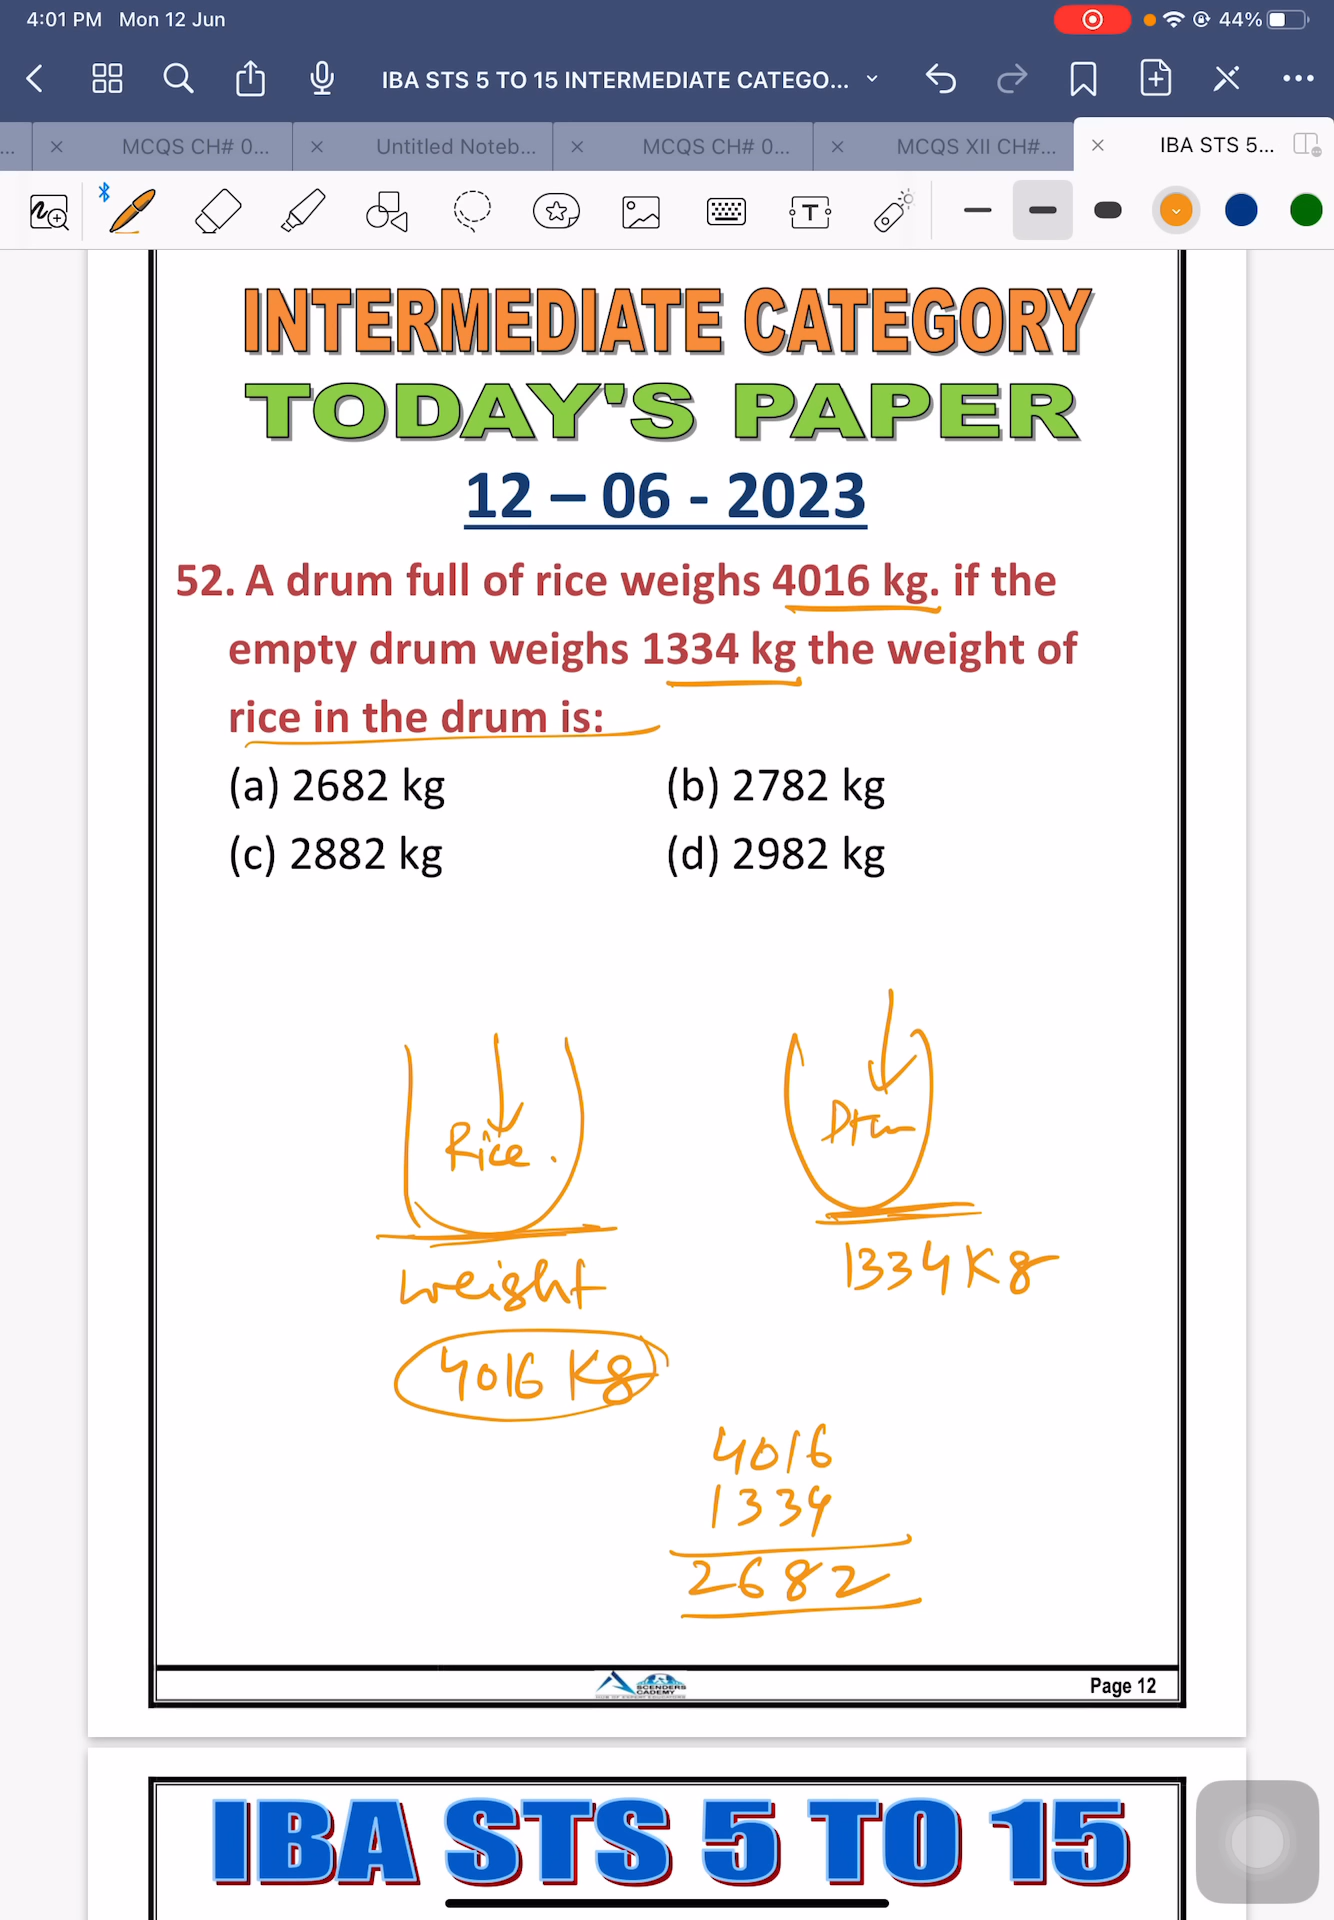 4:01 PM Mon 12 Jun
44%
IBA STS 5 TO 15 INTERMEDIATE CATEGO...
...
MCQS CH# 0...
Untitled Noteb...
MCQS CH# 0...
MCQS XII CH#...
IBA STS 5...
INTERMEDIATE CATEGORY
TODAY'S PAPER
12 – 06 - 2023
52. A drum full of rice weighs 4016 kg. if the
empty drum weighs 1334 kg the weight of
rice in the drum is:
(a) 2682 kg (b) 2782 kg
(c) 2882 kg (d) 2982 kg
Rice.
Drum
weight
1334 Kg
4016 Kg
4016
1334
2682
SCENDERS
CADEMY
Page 12
IBA STS 5 TO 15